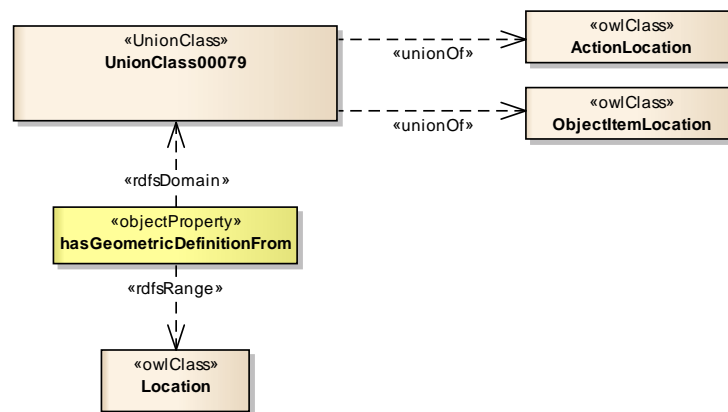 «UnionClass»
UnionClass00079
«unionOf»
«owlClass»
ActionLocation
«unionOf»
«owlClass»
ObjectItemLocation
«rdfsDomain»
«objectProperty»
hasGeometricDefinitionFrom
«rdfsRange»
«owlClass»
Location